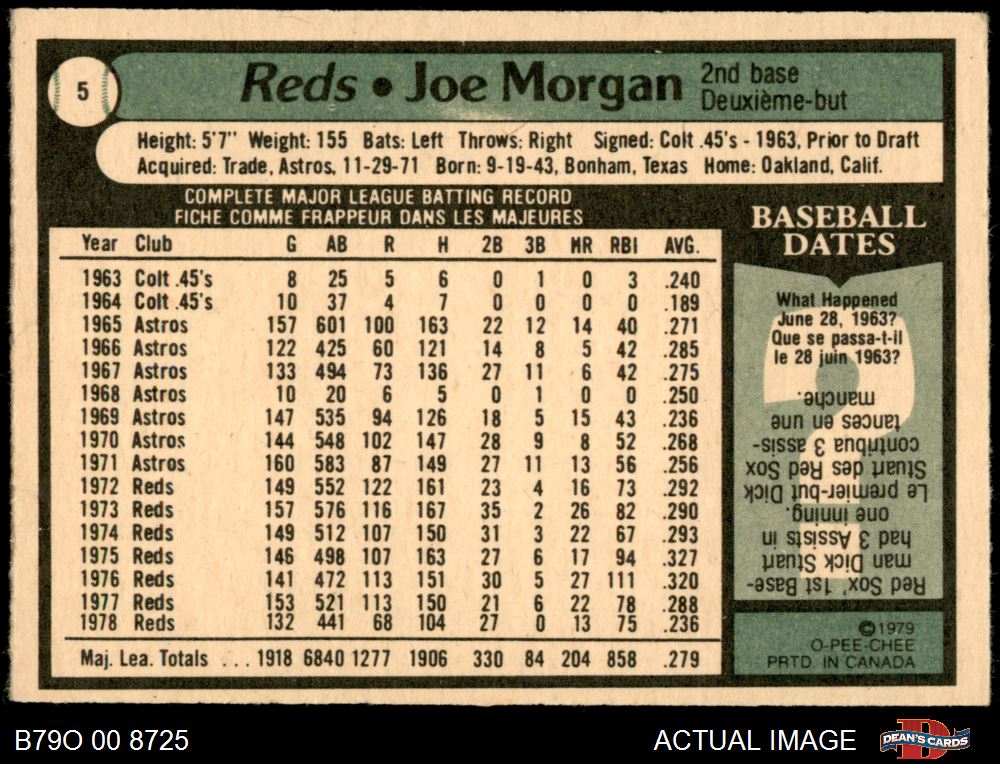 5
Reds • Joe Morgan
2nd base
Deuxième-but
Height: 5'7" Weight: 155 Bats: Left Throws: Right Signed: Colt .45's - 1963, Prior to Draft
Acquired: Trade, Astros, 11-29-71 Born: 9-19-43, Bonham, Texas Home: Oakland, Calif.
COMPLETE MAJOR LEAGUE BATTING RECORD
FICHE COMME FRAPPEUR DANS LES MAJEURES
Year Club G AB R H 2B 3B HR RBI AVG.
1963 Colt .45's 8 25 5 6 0 1 0 3 .240
1964 Colt .45's 10 37 4 7 0 0 0 0 .189
1965 Astros 157 601 100 163 22 12 14 40 .271
1966 Astros 122 425 60 121 14 8 5 42 .285
1967 Astros 133 494 73 136 27 11 6 42 .275
1968 Astros 10 20 6 5 0 1 0 0 .250
1969 Astros 147 535 94 126 18 5 15 43 .236
1970 Astros 144 548 102 147 28 9 8 52 .268
1971 Astros 160 583 87 149 27 11 13 56 .256
1972 Reds 149 552 122 161 23 4 16 73 .292
1973 Reds 157 576 116 167 35 2 26 82 .290
1974 Reds 149 512 107 150 31 3 22 67 .293
1975 Reds 146 498 107 163 27 6 17 94 .327
1976 Reds 141 472 113 151 30 5 27 111 .320
1977 Reds 153 521 113 150 21 6 22 78 .288
1978 Reds 132 441 68 104 27 0 13 75 .236
Maj. Lea. Totals ... 1918 6840 1277 1906 330 84 204 858 .279
BASEBALL
DATES
What Happened
June 28, 1963?
Que se passa-t-il
le 28 juin 1963?
Red Sox' 1st Base-
man Dick Stuart
had 3 Assists in
one inning.
Le premier-but Dick
Stuart des Red Sox
contribua 3 assis-
tances en une
manche.
©1979
O-PEE-CHEE
PRTD. IN CANADA
B79O 00 8725
ACTUAL IMAGE
D
DEAN'S CARDS